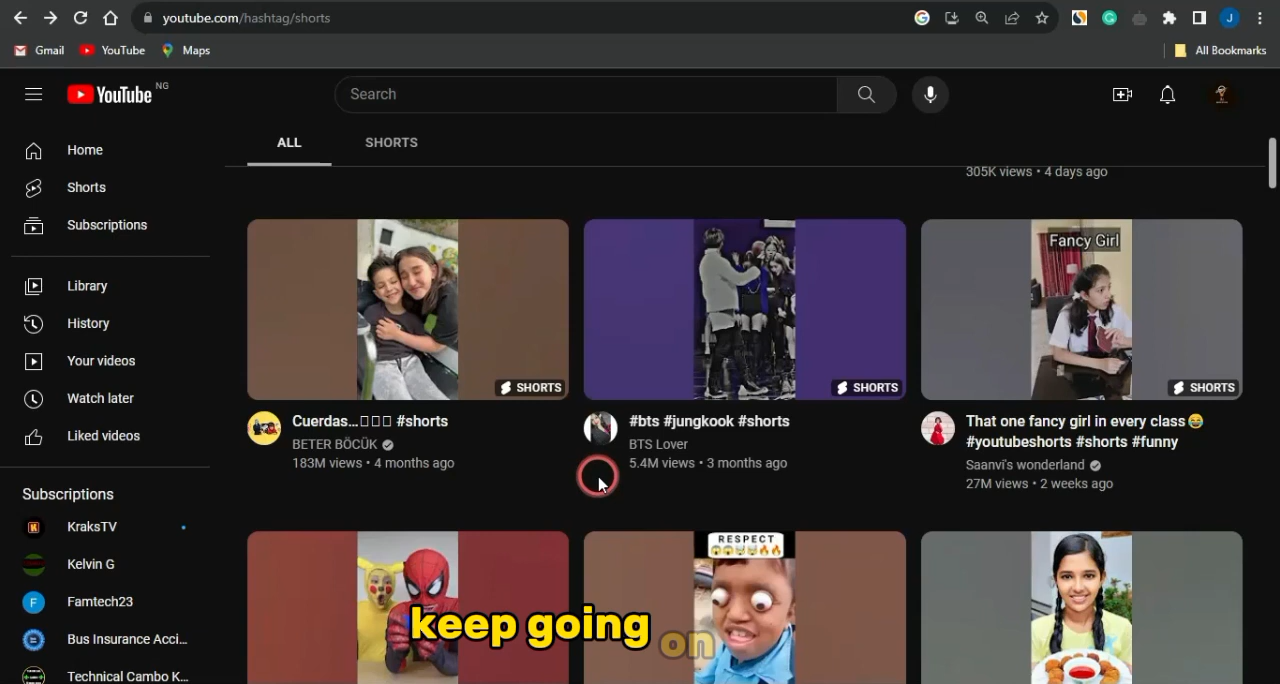 youtube.com/hashtag/shorts
J
Gmail
YouTube
Maps
All Bookmarks
YouTube NG
Search
ALL
SHORTS
Home
Shorts
Subscriptions
Library
History
Your videos
Watch later
Liked videos
Subscriptions
KraksTV
Kelvin G
F
Famtech23
Bus Insurance Acci...
Technical Cambo K...
305K views • 4 days ago
SHORTS
Cuerdas...▯▯▯ #shorts
BETER BÖCÜK
183M views • 4 months ago
SHORTS
#bts #jungkook #shorts
BTS Lover
5.4M views • 3 months ago
Fancy Girl
SHORTS
That one fancy girl in every class😂
#youtubeshorts #shorts #funny
Saanvi's wonderland
27M views • 2 weeks ago
RESPECT
keep going on